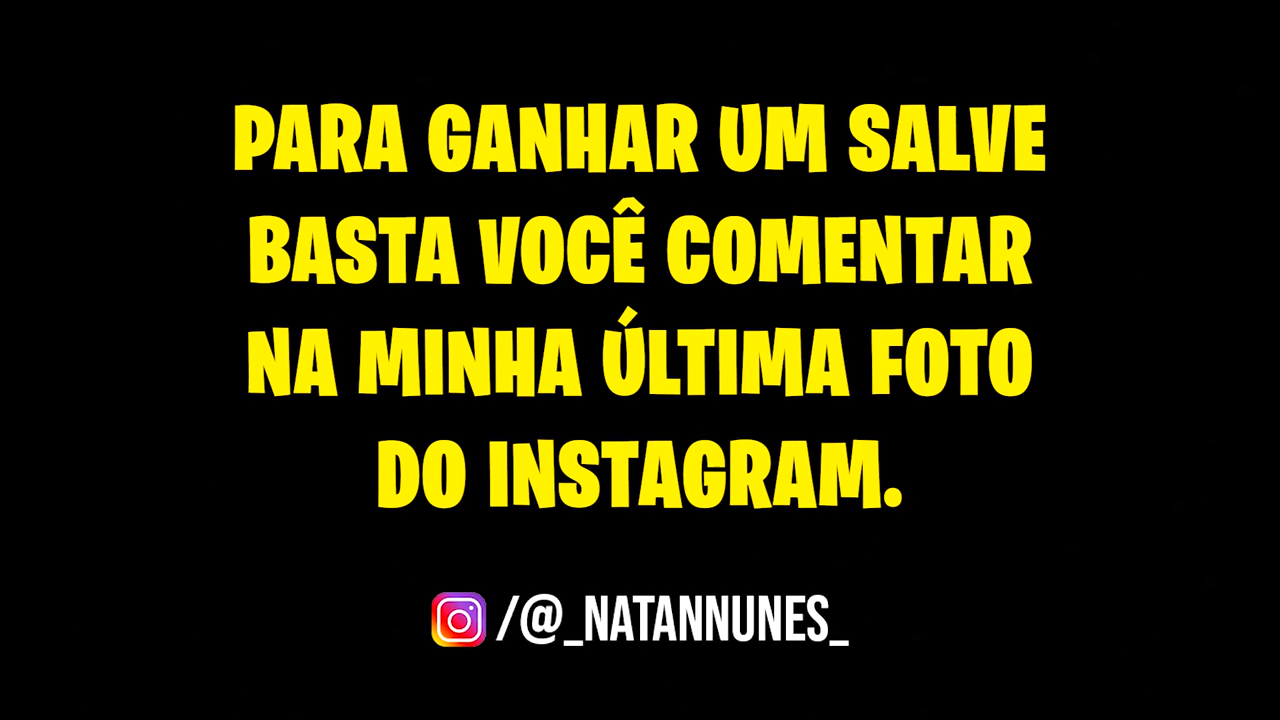 PARA GANHAR UM SALVE
BASTA VOCÊ COMENTAR
NA MINHA ÚLTIMA FOTO
DO INSTAGRAM.
/@_NATANNUNES_